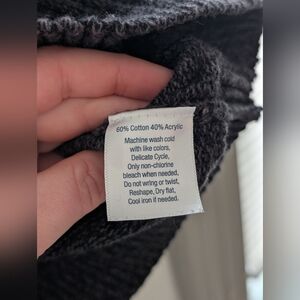 60% Cotton 40% Acrylic
Machine wash cold
with like colors,
Delicate Cycle,
Only non-chlorine
bleach when needed.
Do not wring or twist,
Reshape, Dry flat,
Cool iron if needed.